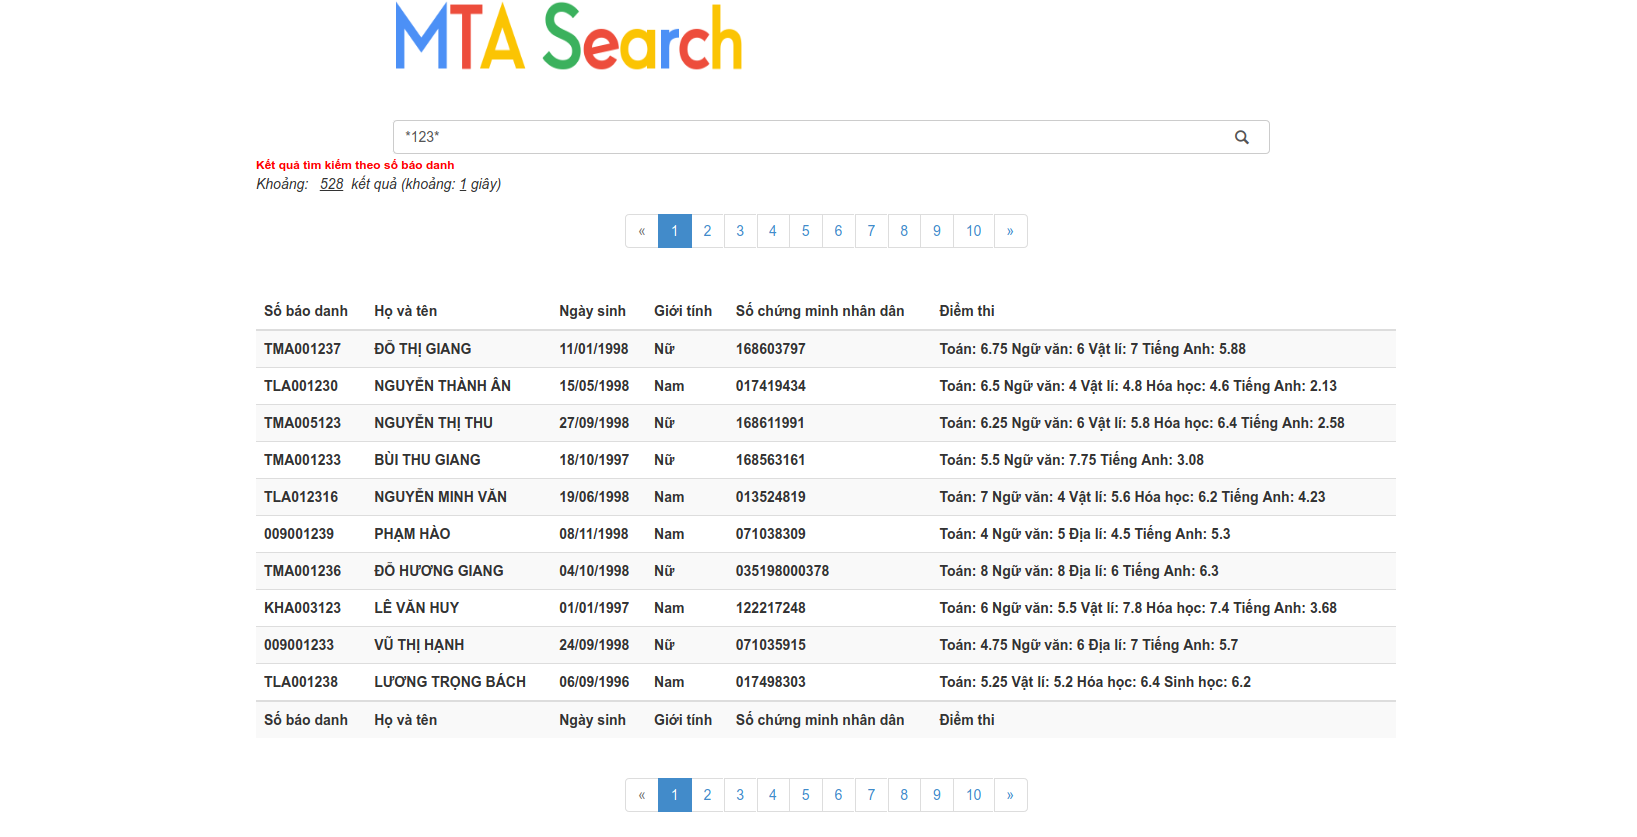 MTA Search
*123*
Kết quả tìm kiếm theo số báo danh
Khoảng: 528 kết quả (khoảng: 1 giây)
« 1 2 3 4 5 6 7 8 9 10 »
Số báo danh Họ và tên Ngày sinh Giới tính Số chứng minh nhân dân Điểm thi
TMA001237 ĐỖ THỊ GIANG 11/01/1998 Nữ 168603797 Toán: 6.75 Ngữ văn: 6 Vật lí: 7 Tiếng Anh: 5.88
TLA001230 NGUYỄN THÀNH ÂN 15/05/1998 Nam 017419434 Toán: 6.5 Ngữ văn: 4 Vật lí: 4.8 Hóa học: 4.6 Tiếng Anh: 2.13
TMA005123 NGUYỄN THỊ THU 27/09/1998 Nữ 168611991 Toán: 6.25 Ngữ văn: 6 Vật lí: 5.8 Hóa học: 6.4 Tiếng Anh: 2.58
TMA001233 BÙI THU GIANG 18/10/1997 Nữ 168563161 Toán: 5.5 Ngữ văn: 7.75 Tiếng Anh: 3.08
TLA012316 NGUYỄN MINH VĂN 19/06/1998 Nam 013524819 Toán: 7 Ngữ văn: 4 Vật lí: 5.6 Hóa học: 6.2 Tiếng Anh: 4.23
009001239 PHẠM HÀO 08/11/1998 Nam 071038309 Toán: 4 Ngữ văn: 5 Địa lí: 4.5 Tiếng Anh: 5.3
TMA001236 ĐỖ HƯƠNG GIANG 04/10/1998 Nữ 035198000378 Toán: 8 Ngữ văn: 8 Địa lí: 6 Tiếng Anh: 6.3
KHA003123 LÊ VĂN HUY 01/01/1997 Nam 122217248 Toán: 6 Ngữ văn: 5.5 Vật lí: 7.8 Hóa học: 7.4 Tiếng Anh: 3.68
009001233 VŨ THỊ HẠNH 24/09/1998 Nữ 071035915 Toán: 4.75 Ngữ văn: 6 Địa lí: 7 Tiếng Anh: 5.7
TLA001238 LƯƠNG TRỌNG BÁCH 06/09/1996 Nam 017498303 Toán: 5.25 Vật lí: 5.2 Hóa học: 6.4 Sinh học: 6.2
Số báo danh Họ và tên Ngày sinh Giới tính Số chứng minh nhân dân Điểm thi
« 1 2 3 4 5 6 7 8 9 10 »